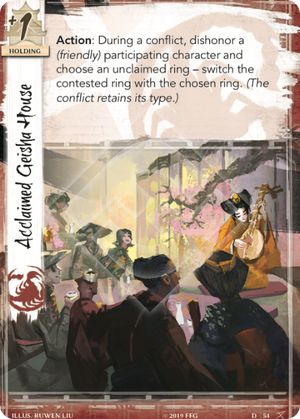 +1
HOLDING
Action: During a conflict, dishonor a
(friendly) participating character and
choose an unclaimed ring – switch the
contested ring with the chosen ring. (The
conflict retains its type.)
Acclaimed Geisha House
ILLUS. RUWEN LIU
© 2019 FFG
D 54